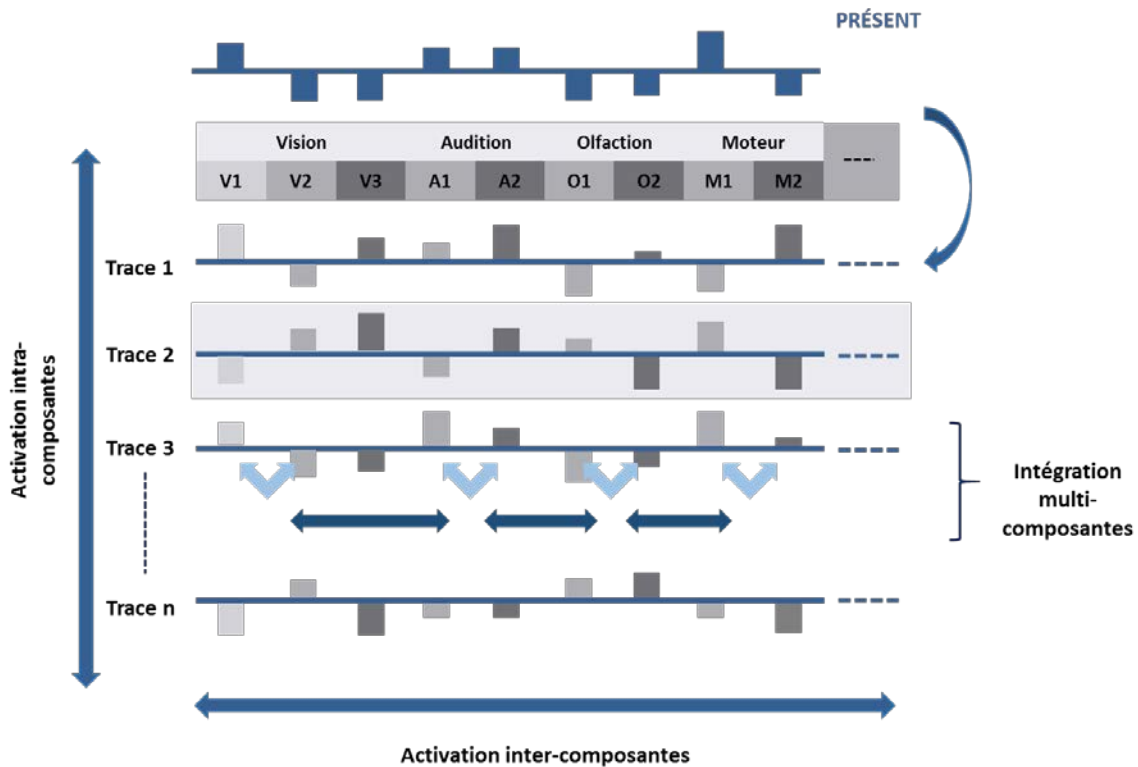 PRÉSENT
Vision Audition Olfaction Moteur
V1 V2 V3 A1 A2 O1 O2 M1 M2
Trace 1
Trace 2
Trace 3
Trace n
Activation intra-
composantes
Intégration
multi-
composantes
Activation inter-composantes